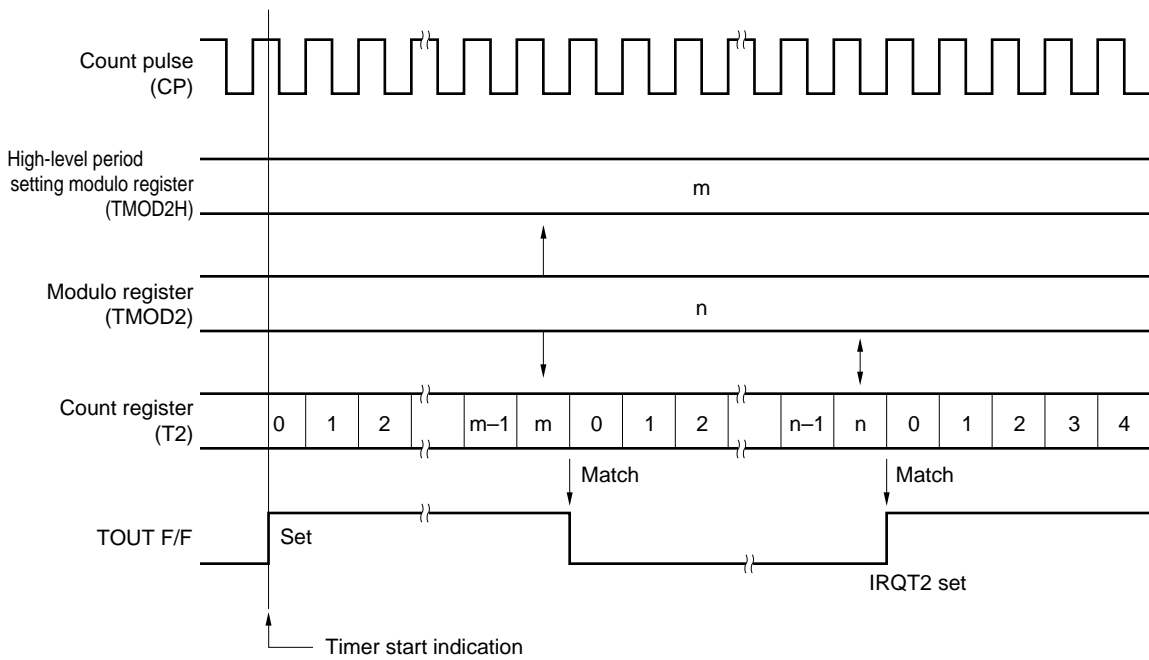 Count pulse
(CP)
High-level period
setting modulo register
(TMOD2H)
m
Modulo register
(TMOD2)
n
Count register
(T2)
0 1 2 m–1 m 0 1 2 n–1 n 0 1 2 3 4
Match Match
TOUT F/F
Set
IRQT2 set
Timer start indication